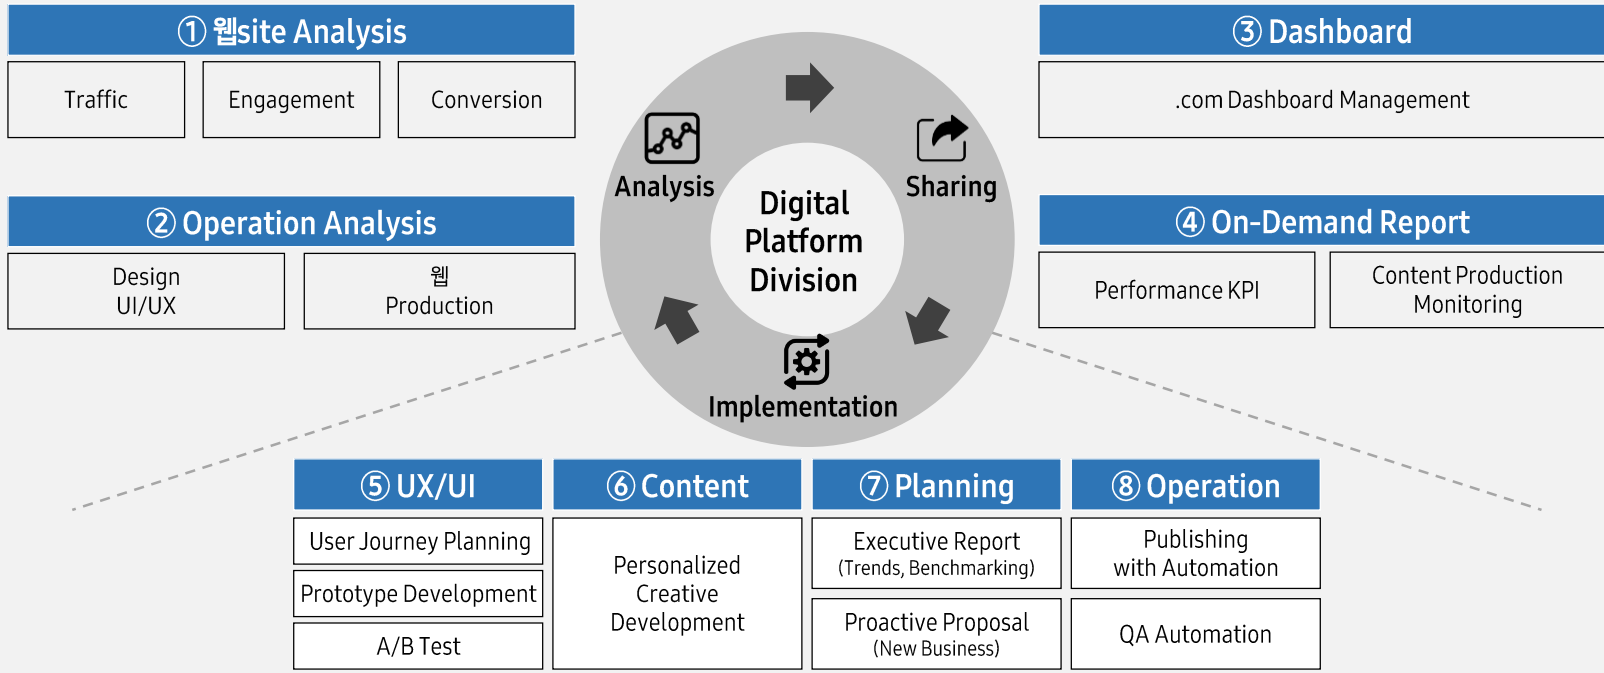 ① 웹site Analysis
Traffic
Engagement
Conversion
② Operation Analysis
Design
UI/UX
웹
Production
Analysis
Sharing
Implementation
Digital
Platform
Division
③ Dashboard
.com Dashboard Management
④ On-Demand Report
Performance KPI
Content Production
Monitoring
⑤ UX/UI
User Journey Planning
Prototype Development
A/B Test
⑥ Content
Personalized
Creative
Development
⑦ Planning
Executive Report
(Trends, Benchmarking)
Proactive Proposal
(New Business)
⑧ Operation
Publishing
with Automation
QA Automation